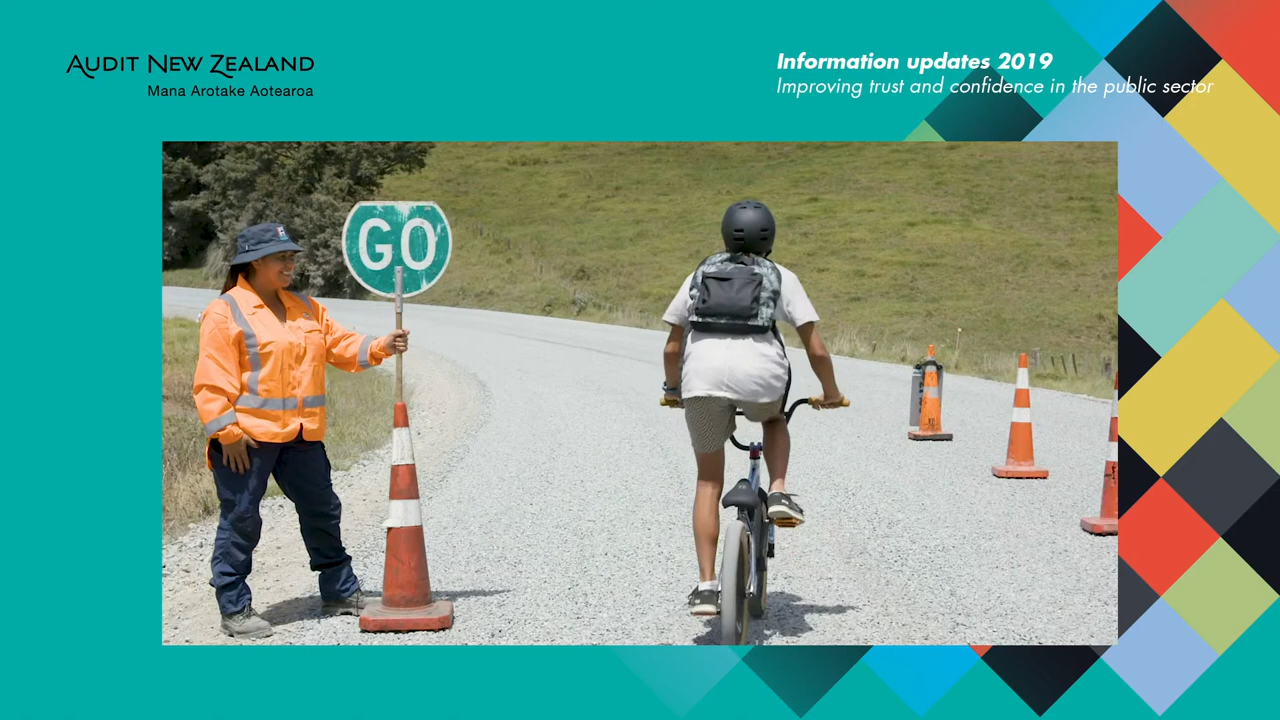 AUDIT NEW ZEALAND
Mana Arotake Aotearoa
Information updates 2019
Improving trust and confidence in the public sector
GO